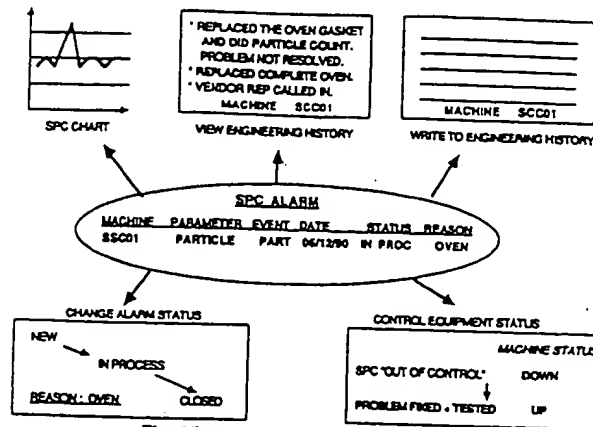 * REPLACED THE OVEN GASKET
AND DID PARTICLE COUNT.
PROBLEM NOT RESOLVED.
* REPLACED COMPLETE OVEN.
* VENDOR REP CALLED IN.
MACHINE SCC01
MACHINE SCC01
SPC CHART
VIEW ENGINEERING HISTORY
WRITE TO ENGINEERING HISTORY
SPC ALARM
MACHINE PARAMETER EVENT DATE STATUS REASON
SSC01 PARTICLE PART 06/12/90 IN PROC OVEN
CHANGE ALARM STATUS
NEW
IN PROCESS
REASON: OVEN CLOSED
CONTROL EQUIPMENT STATUS
MACHINE STATUS
SPC "OUT OF CONTROL" DOWN
PROBLEM FIXED + TESTED UP